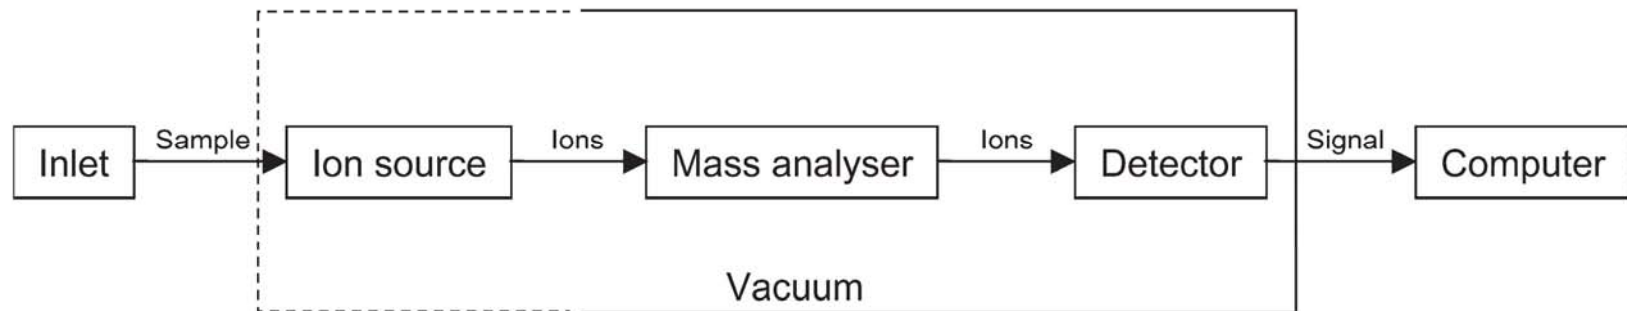 Sample
Ions
Ions
Signal
Inlet
Ion source
Mass analyser
Detector
Computer
Vacuum